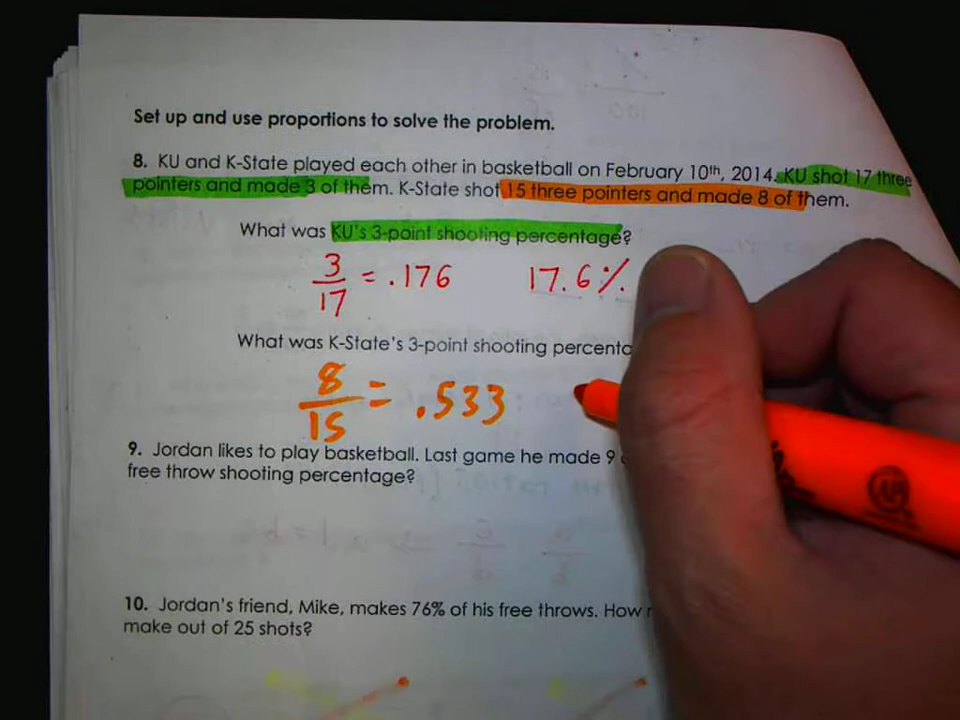 Set up and use proportions to solve the problem.
8. KU and K-State played each other in basketball on February 10th, 2014. KU shot 17 three
pointers and made 3 of them. K-State shot 15 three pointers and made 8 of them.
What was KU's 3-point shooting percentage?
3/17 = .176 17.6%
What was K-State's 3-point shooting
8/15 = .533
9. Jordan likes to play basketball. Last game he made 9
free throw shooting percentage?
10. Jordan's friend, Mike, makes 76% of his free throws. How
make out of 25 shots?